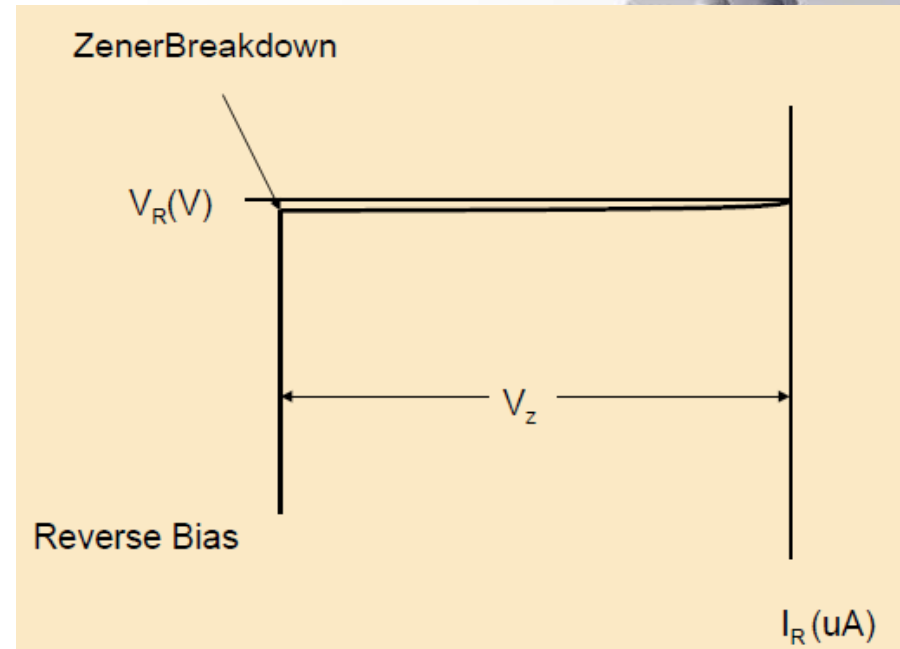 ZenerBreakdown
V_R(V)
V_z
Reverse Bias
I_R (uA)